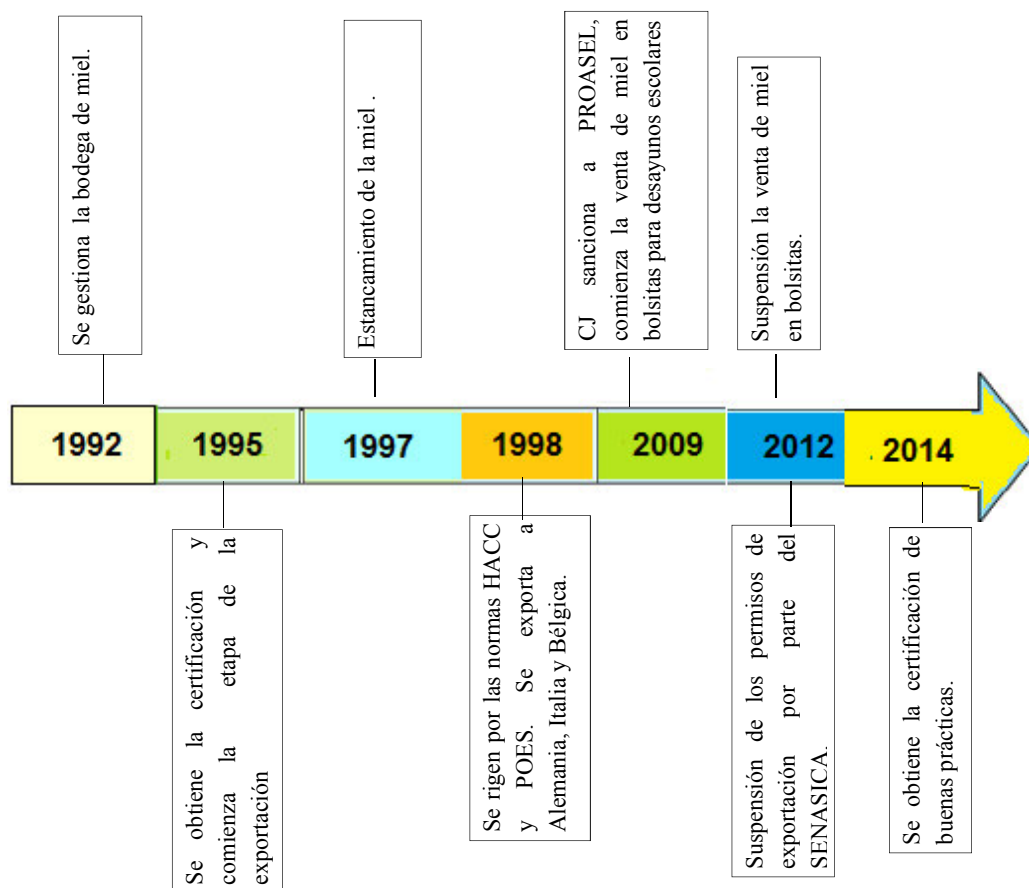 Se gestiona la bodega de miel.
Estancamiento de la miel .
CJ sanciona a PROASEL,
comienza la venta de miel en
bolsitas para desayunos escolares
Suspensión la venta de miel
en bolsitas.
1992
1995
1997
1998
2009
2012
2014
Se obtiene la certificación y
comienza la etapa de la
exportación
Se rigen por las normas HACC
y POES. Se exporta a
Alemania, Italia y Bélgica.
Suspensión de los permisos de
exportación por parte del
SENASICA.
Se obtiene la certificación de
buenas prácticas.